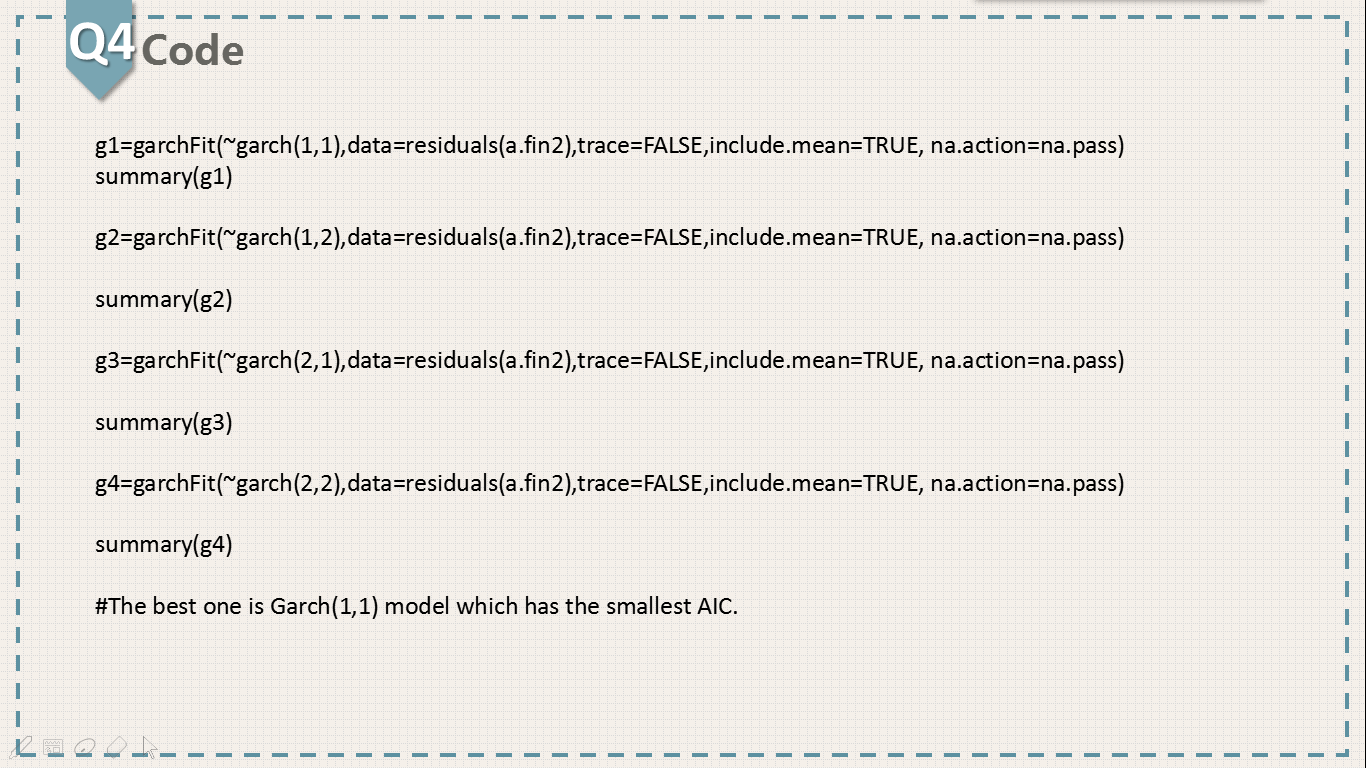 Q4 Code
g1=garchFit(~garch(1,1),data=residuals(a.fin2),trace=FALSE,include.mean=TRUE, na.action=na.pass)
summary(g1)
g2=garchFit(~garch(1,2),data=residuals(a.fin2),trace=FALSE,include.mean=TRUE, na.action=na.pass)
summary(g2)
g3=garchFit(~garch(2,1),data=residuals(a.fin2),trace=FALSE,include.mean=TRUE, na.action=na.pass)
summary(g3)
g4=garchFit(~garch(2,2),data=residuals(a.fin2),trace=FALSE,include.mean=TRUE, na.action=na.pass)
summary(g4)
#The best one is Garch(1,1) model which has the smallest AIC.